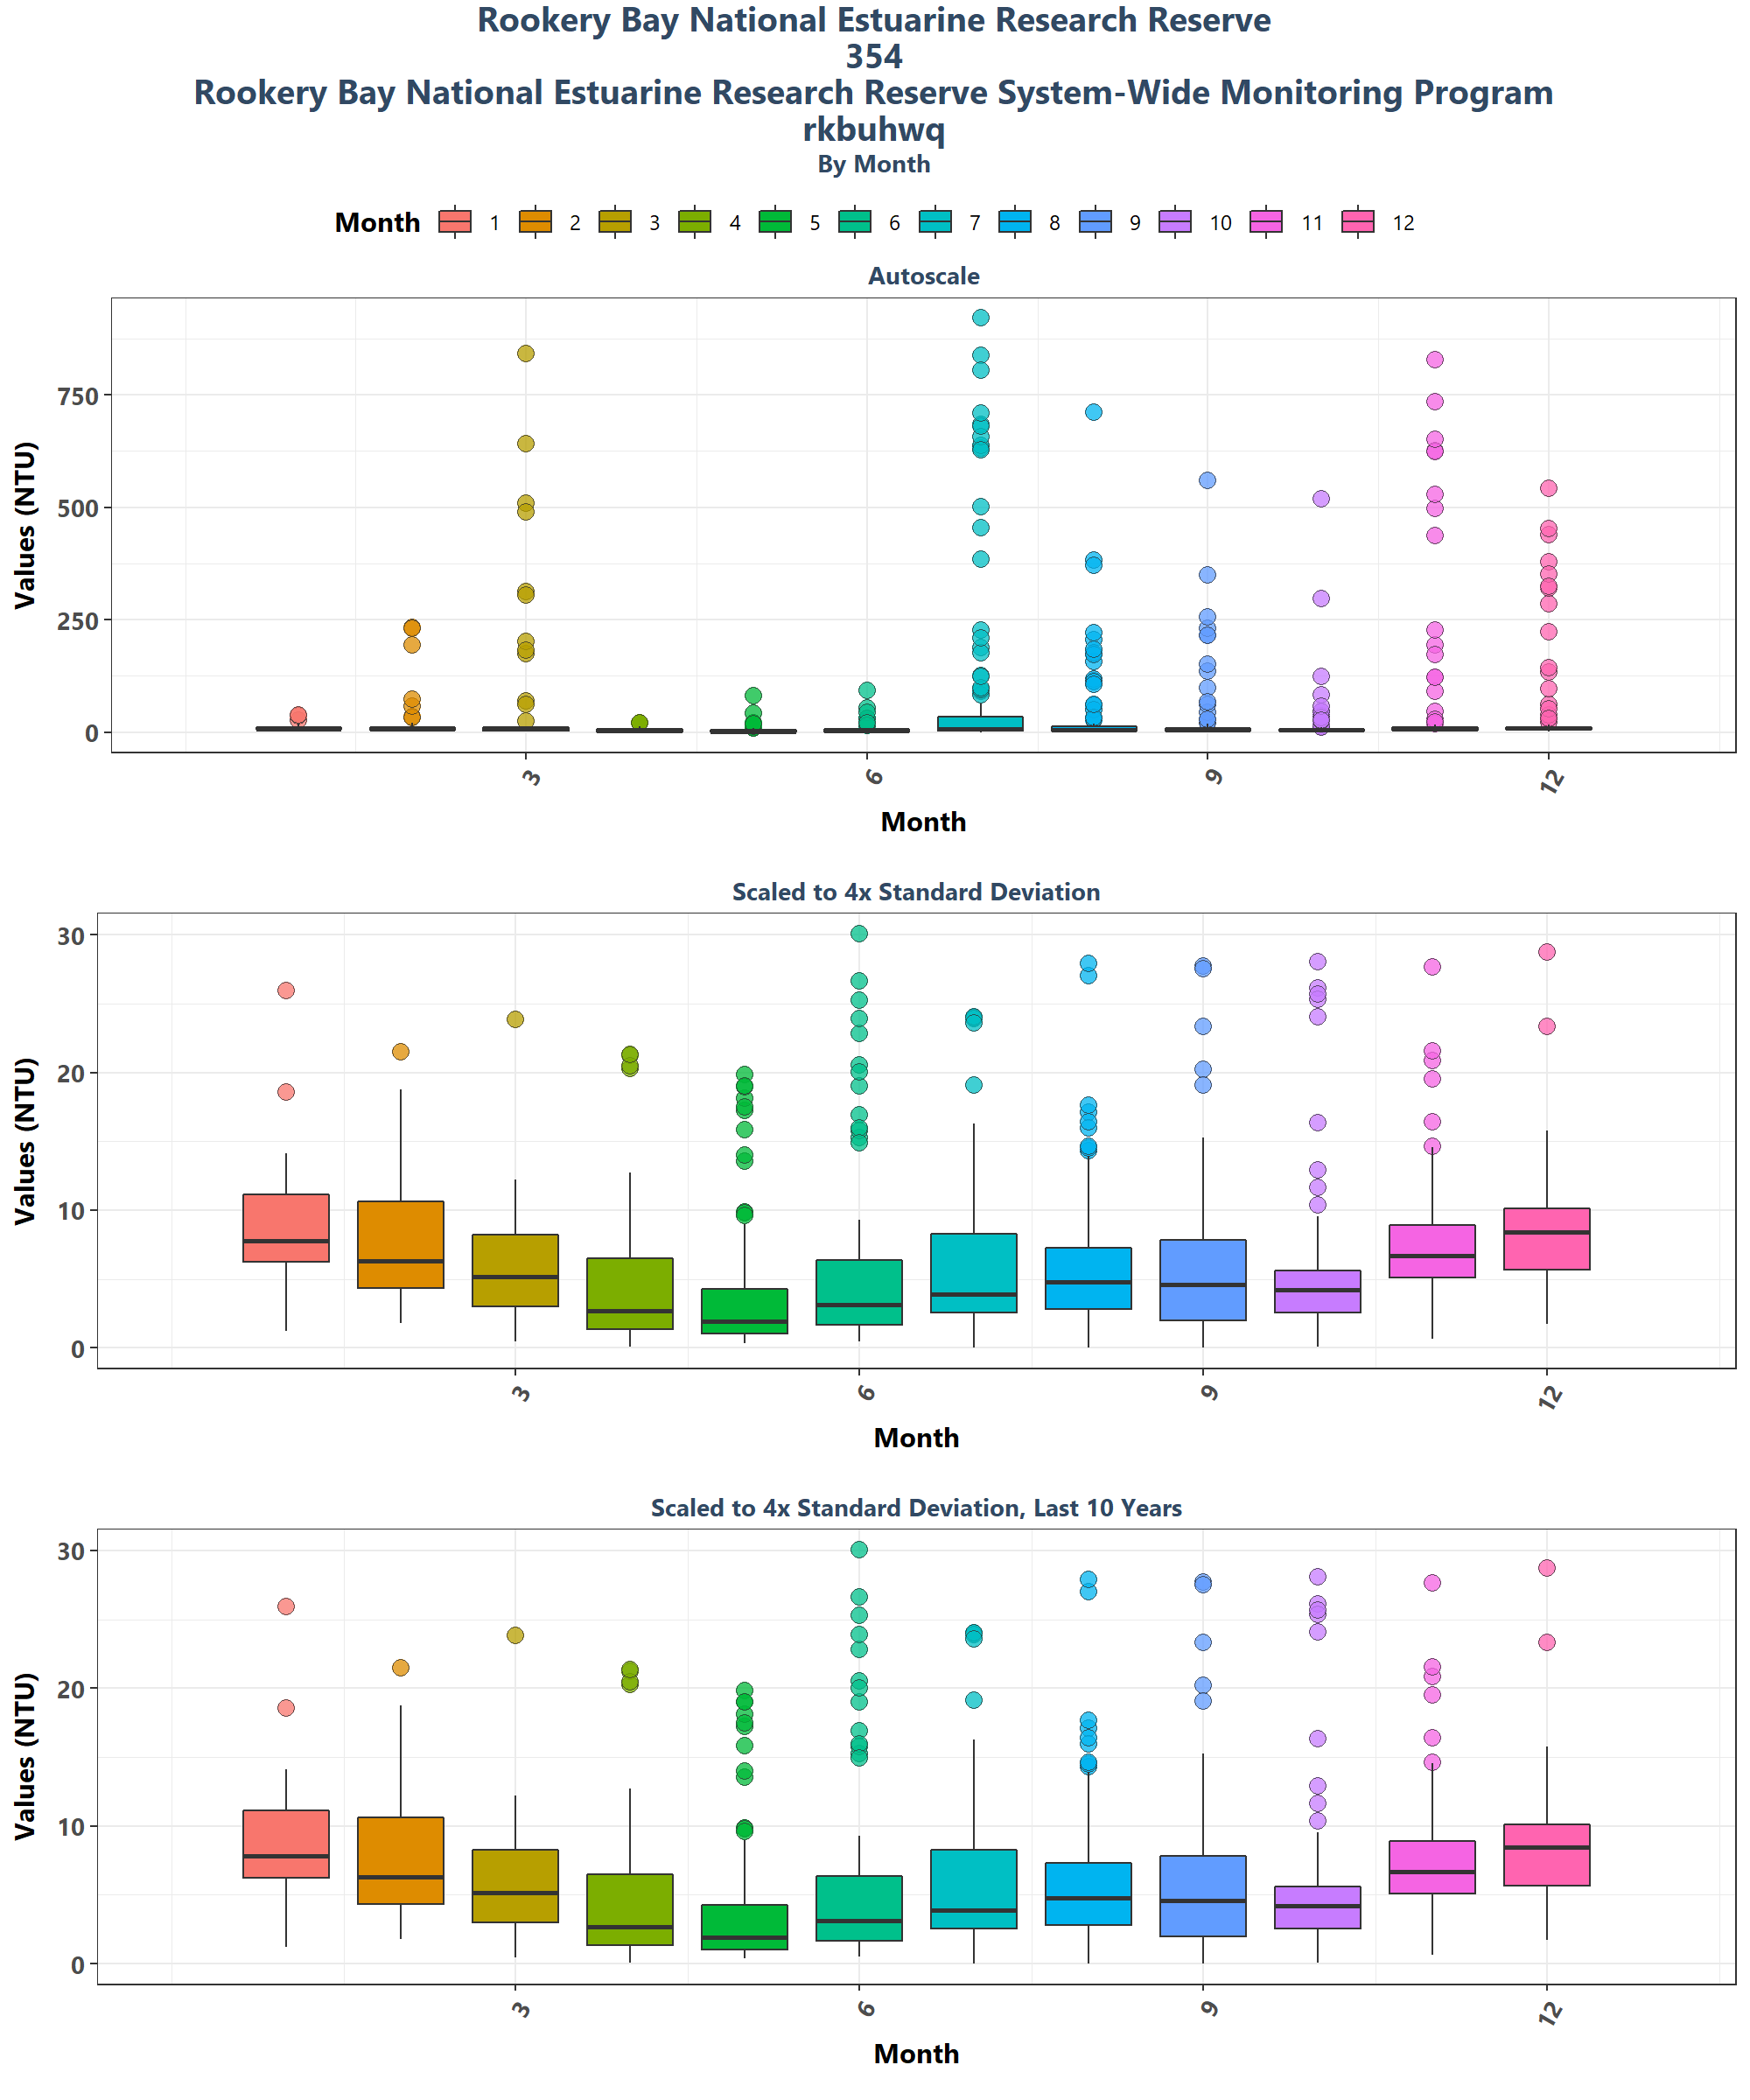 Rookery Bay National Estuarine Research Reserve
354
Rookery Bay National Estuarine Research Reserve System-Wide Monitoring Program
rkbuhwq
By Month
Month 1 2 3 4 5 6 7 8 9 10 11 12
Autoscale
Values (NTU)
750
500
250
0
3 6 9 12
Month
Scaled to 4x Standard Deviation
Values (NTU)
30
20
10
0
3 6 9 12
Month
Scaled to 4x Standard Deviation, Last 10 Years
Values (NTU)
30
20
10
0
3 6 9 12
Month